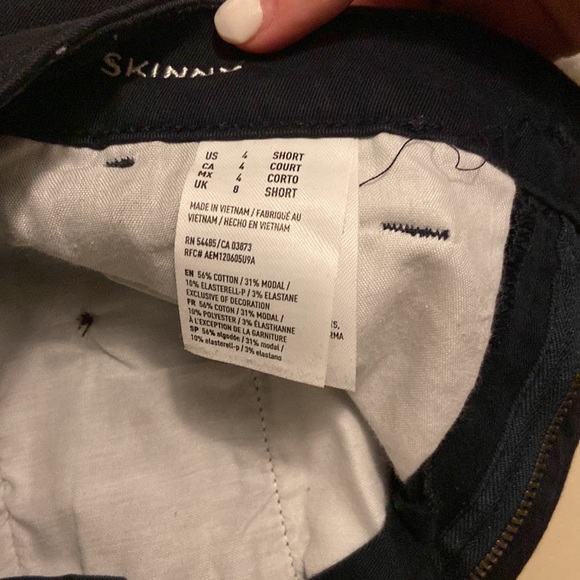 SKINNY
US 4 SHORT
CA 4 COURT
MX 4 CORTO
UK 8 SHORT
MADE IN VIETNAM / FABRIQUÉ AU
VIETNAM / HECHO EN VIETNAM
RN 54485/CA 03873
RFC# AEM120605U9A
EN 56% COTTON / 31% MODAL /
10% ELASTERELL-P / 3% ELASTANE
EXCLUSIVE OF DECORATION
FR 56% COTON / 31% MODAL /
10% POLYESTER / 3% ÉLASTHANNE
À L'EXCEPTION DE LA GARNITURE
SP 56% algodón / 31% modal /
10% elasterell-p / 3% elastano